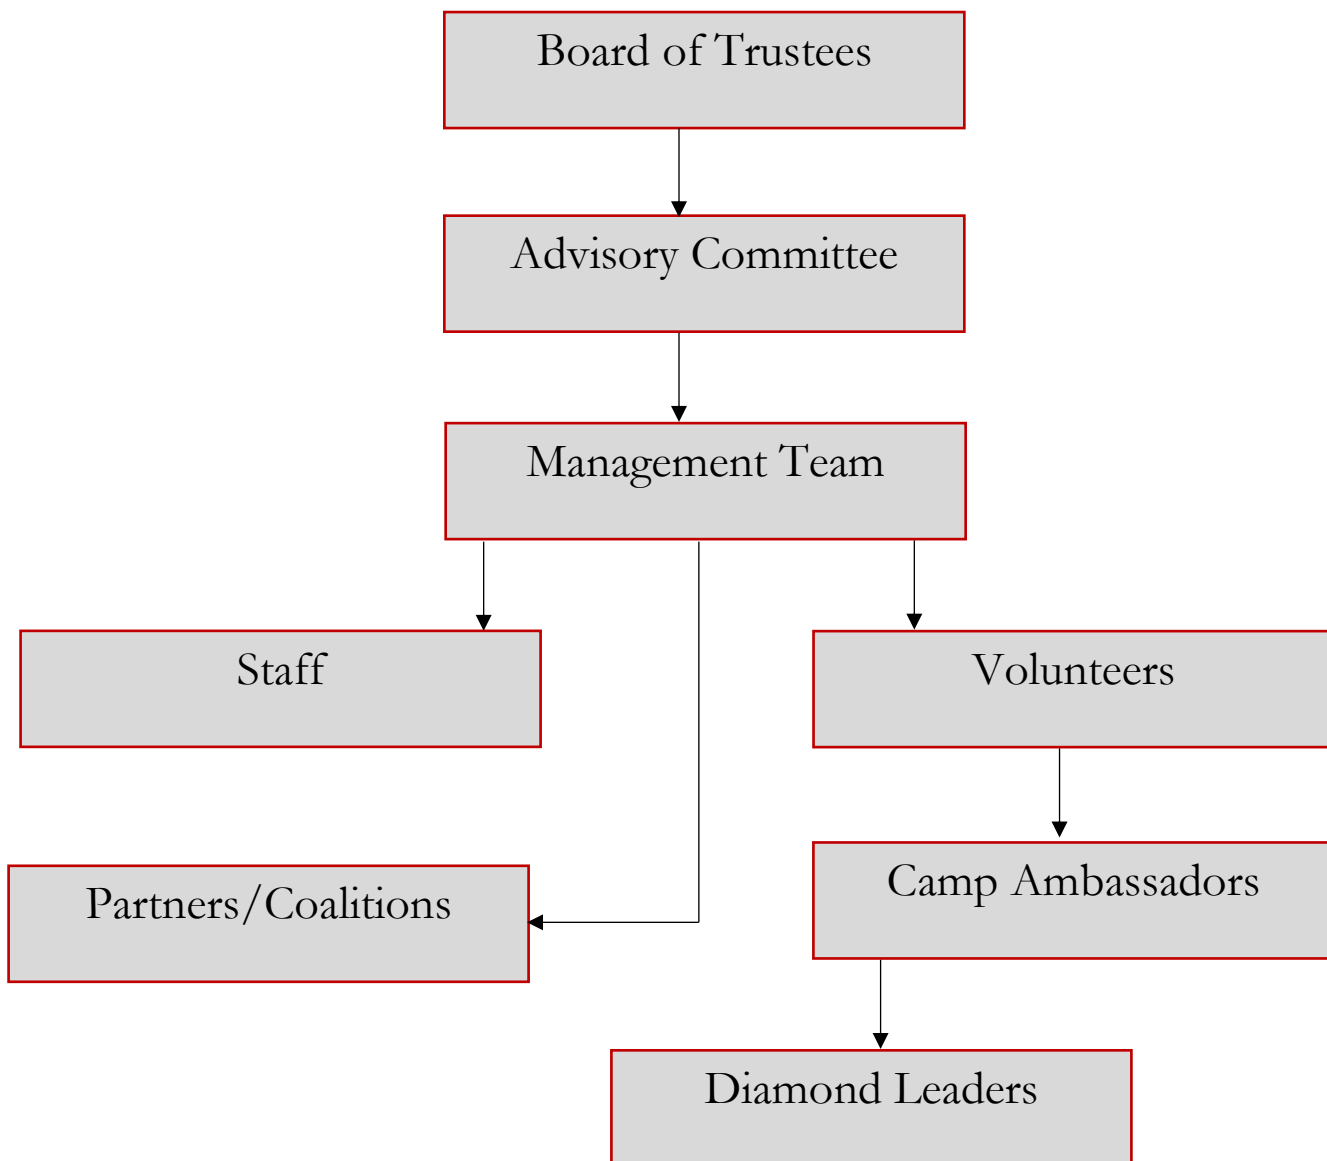 Board of Trustees
Advisory Committee
Management Team
Staff
Volunteers
Partners/Coalitions
Camp Ambassadors
Diamond Leaders